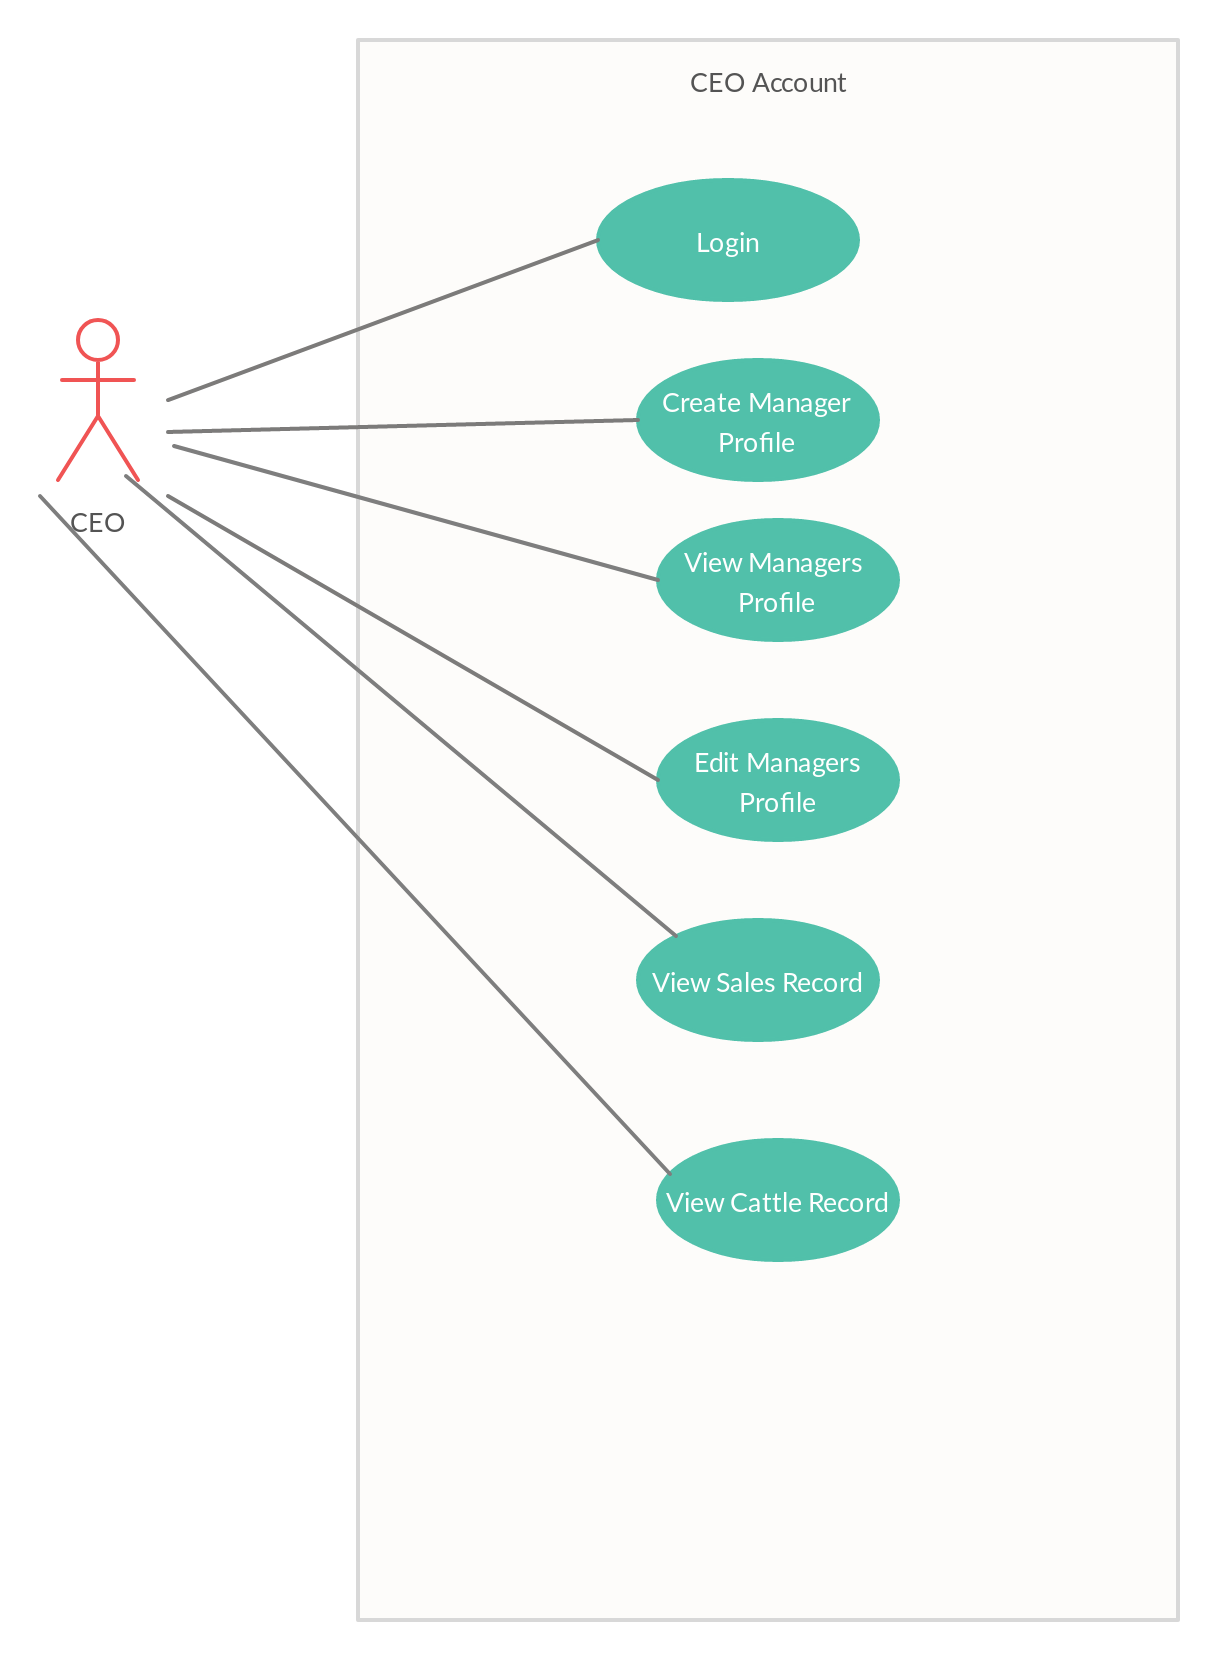 CEO Account
Login
Create Manager
Profile
View Managers
Profile
CEO
Edit Managers
Profile
View Sales Record
View Cattle Record